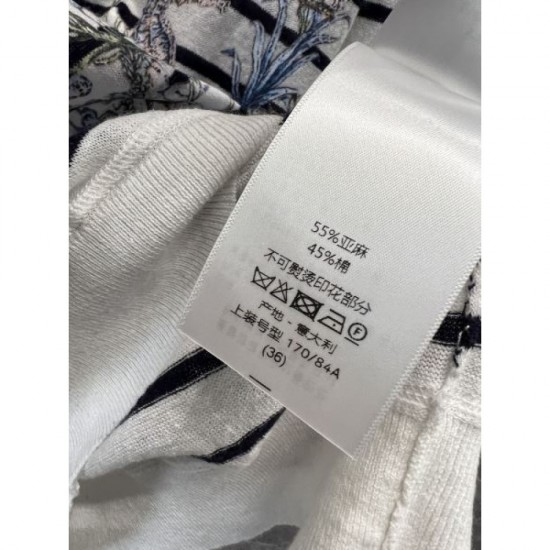 55%亚麻
45%棉
不可熨烫印花部分
F
产地 - 意大利
上装号型 170/84A
(36)